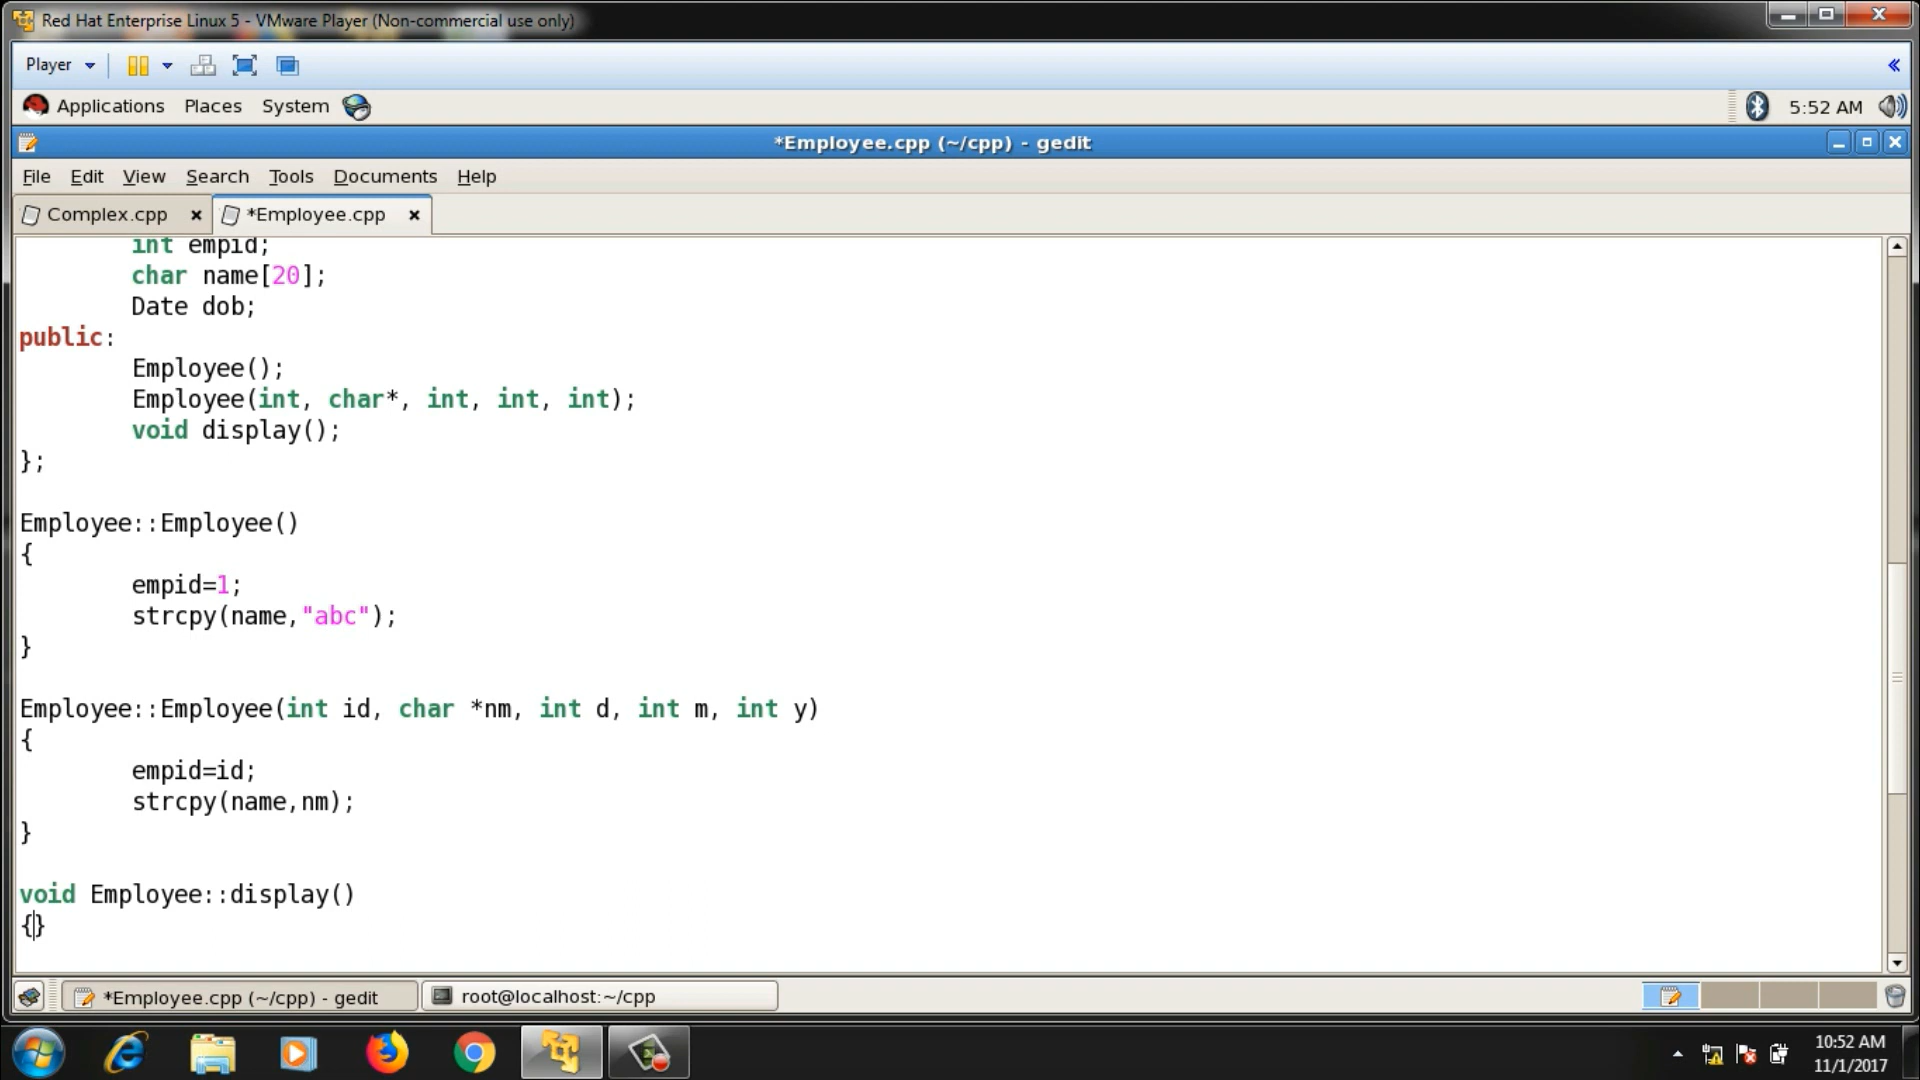 Red Hat Enterprise Linux 5 - VMware Player (Non-commercial use only)
Player
Applications Places System 5:52 AM
*Employee.cpp (~/cpp) - gedit
File Edit View Search Tools Documents Help
Complex.cpp *Employee.cpp
int empid;
char name[20];
Date dob;
public:
Employee();
Employee(int, char*, int, int, int);
void display();
};
Employee::Employee()
{
empid=1;
strcpy(name,"abc");
}
Employee::Employee(int id, char *nm, int d, int m, int y)
{
empid=id;
strcpy(name,nm);
}
void Employee::display()
{}
*Employee.cpp (~/cpp) - gedit root@localhost:~/cpp
10:52 AM
11/1/2017